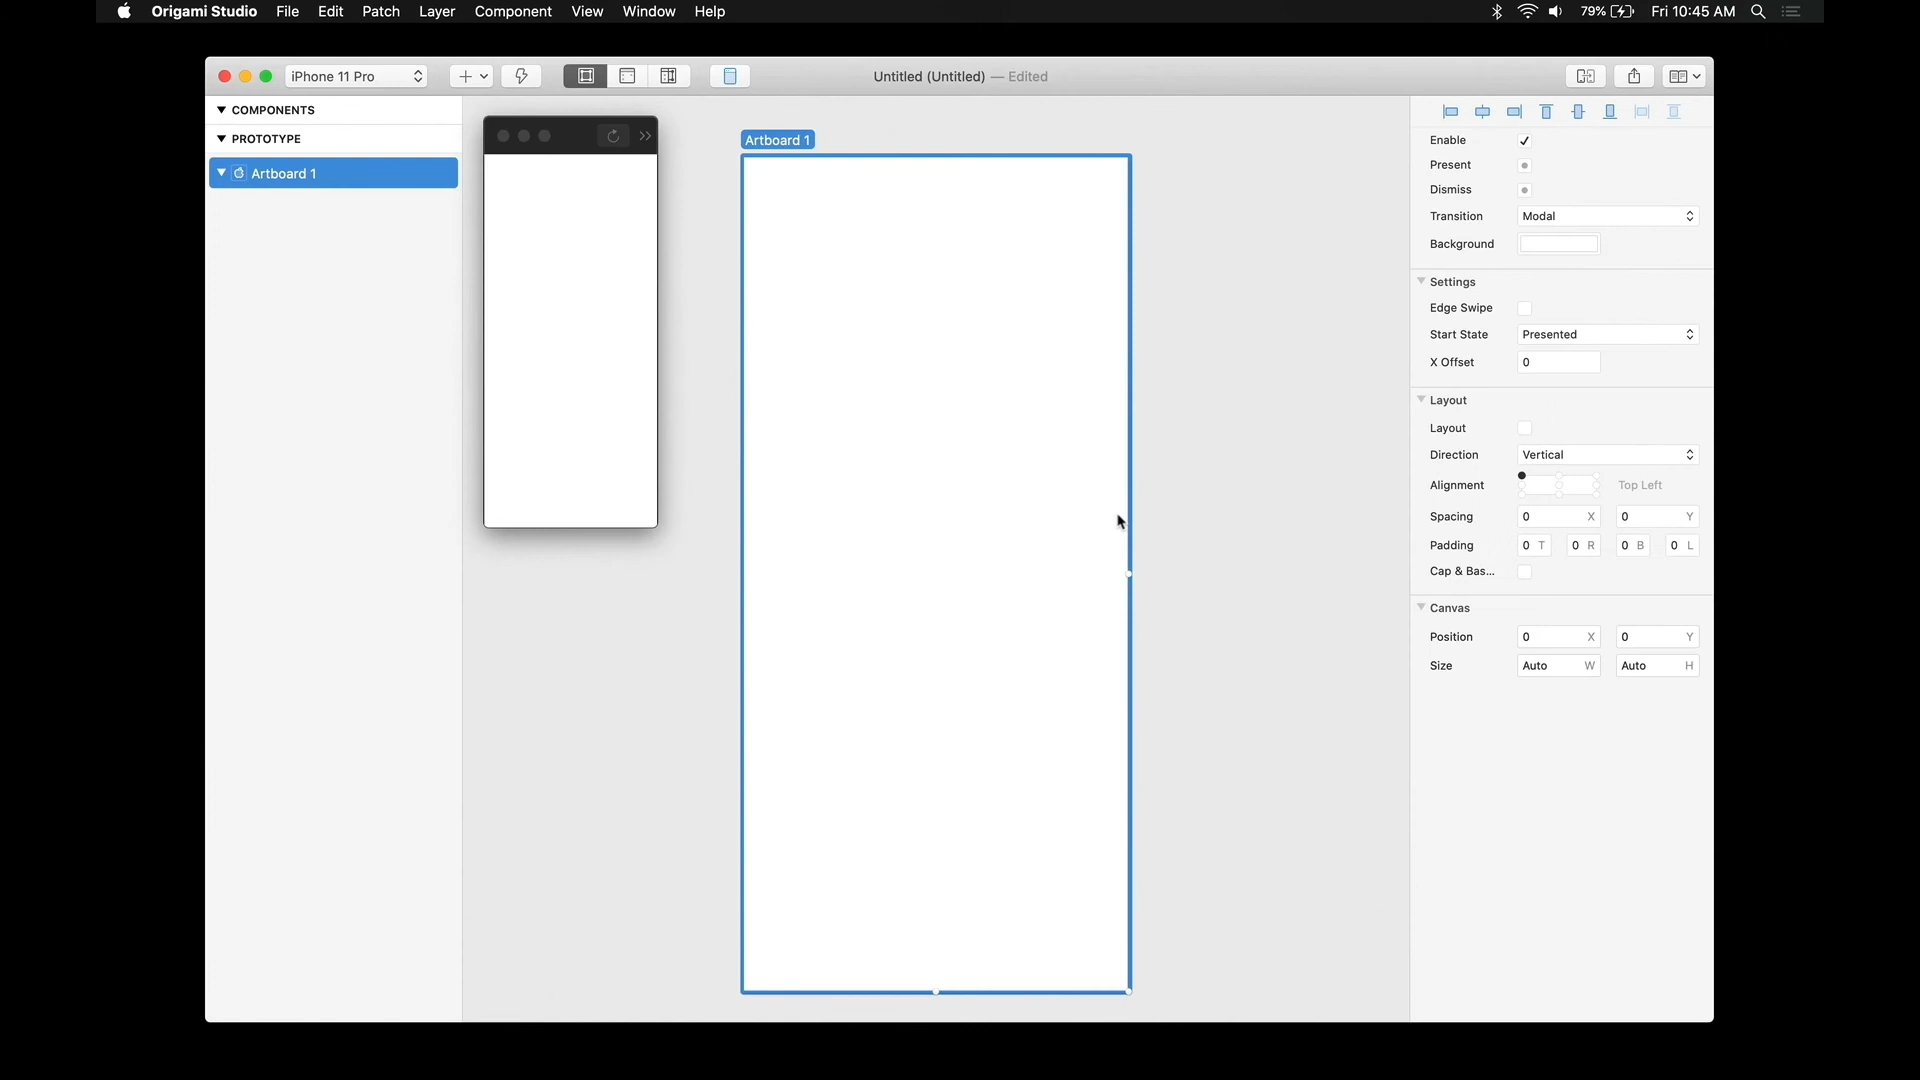 Origami Studio File Edit Patch Layer Component View Window Help 79% Fri 10:45 AM
iPhone 11 Pro Untitled (Untitled) — Edited
COMPONENTS
PROTOTYPE
Artboard 1
Artboard 1
Enable
Present
Dismiss
Transition Modal
Background
Settings
Edge Swipe
Start State Presented
X Offset 0
Layout
Layout
Direction Vertical
Alignment Top Left
Spacing 0 X 0 Y
Padding 0 T 0 R 0 B 0 L
Cap & Bas...
Canvas
Position 0 X 0 Y
Size Auto W Auto H